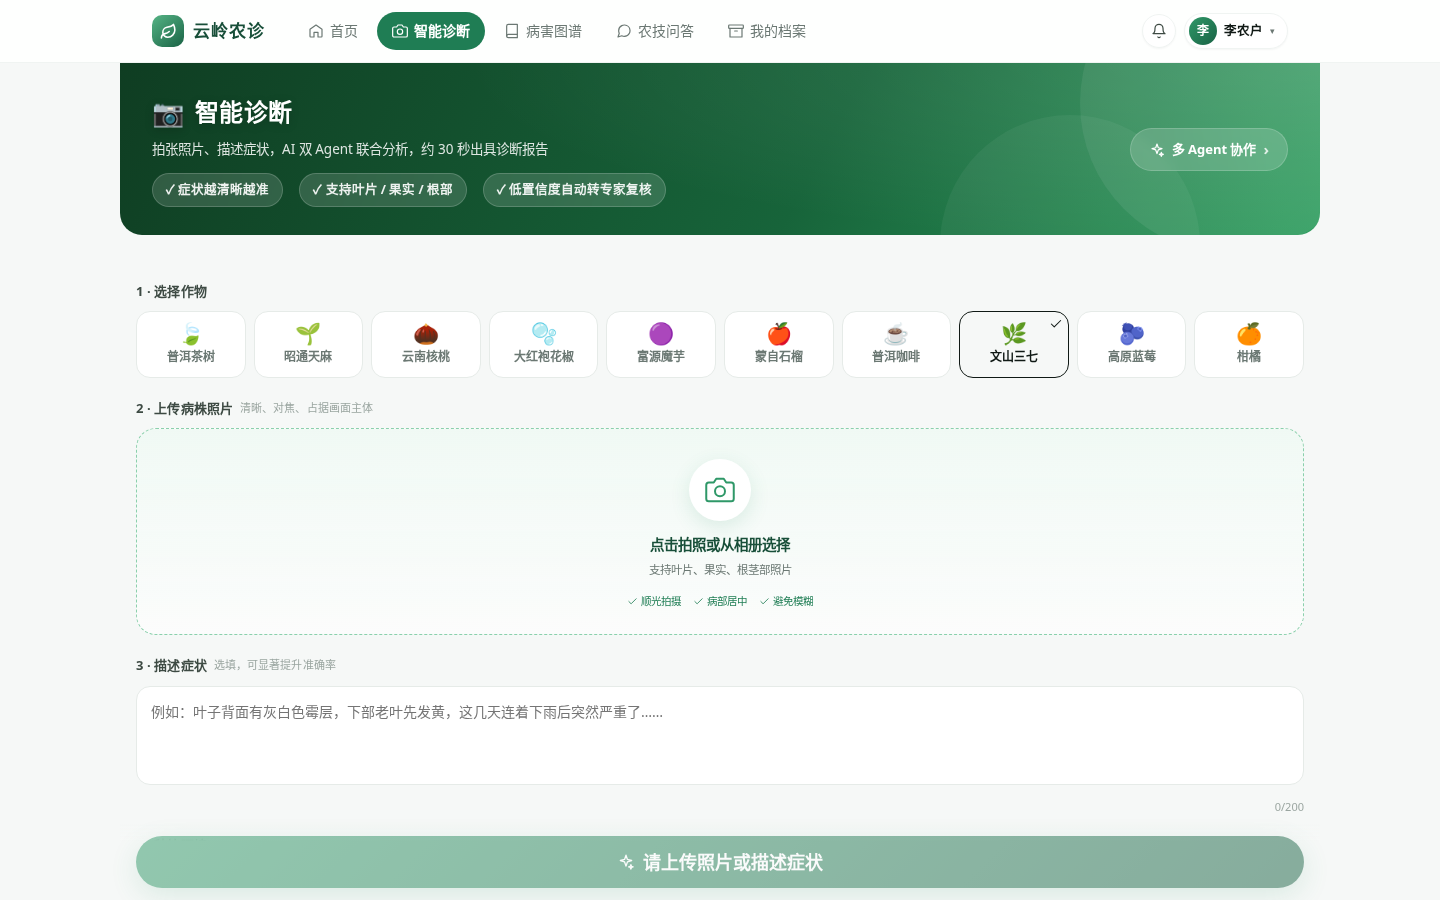 云岭农诊
首页
智能诊断
病害图谱
农技问答
我的档案
李
李农户
智能诊断
拍张照片、描述症状，AI 双 Agent 联合分析，约 30 秒出具诊断报告
✓ 症状越清晰越准
✓ 支持叶片 / 果实 / 根部
✓ 低置信度自动转专家复核
多 Agent 协作 ›
1 · 选择作物
普洱茶树
昭通天麻
云南核桃
大红袍花椒
富源魔芋
蒙自石榴
普洱咖啡
文山三七
高原蓝莓
柑橘
2 · 上传病株照片 清晰、对焦、占据画面主体
点击拍照或从相册选择
支持叶片、果实、根茎部照片
顺光拍摄
病部居中
避免模糊
3 · 描述症状 选填，可显著提升准确率
例如：叶子背面有灰白色霉层，下部老叶先发黄，这几天连着下雨后突然严重了……
0/200
请上传照片或描述症状